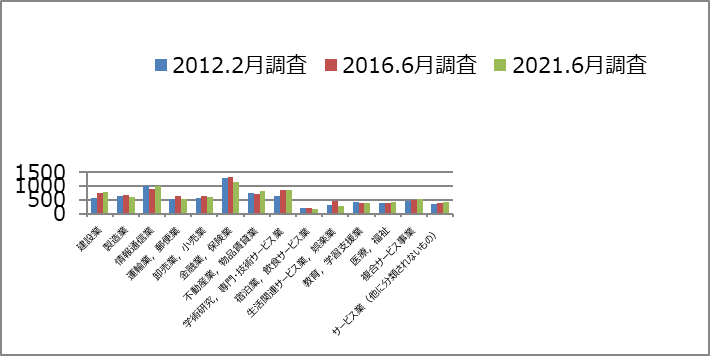 2012.2月調査 2016.6月調査 2021.6月調査
1500
1000
500
0
建設業
製造業
情報通信業
運輸業，郵便業
卸売業，小売業
金融業，保険業
不動産業，物品賃貸業
学術研究，専門・技術サービス業
宿泊業，飲食サービス業
生活関連サービス業，娯楽業
教育，学習支援業
医療，福祉
複合サービス事業
サービス業（他に分類されないもの）